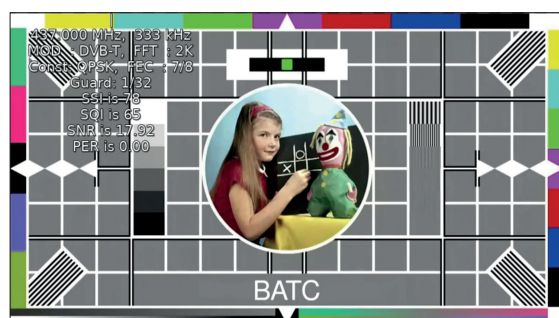 437.000 MHz, 333 kHz
MOD : DVB-T, FFT : 2K
Const: QPSK, FEC : 7/8
Guard: 1/32
SSI is 78
SQI is 65
SNR is 17.92
PER is 0.00
X O
BATC